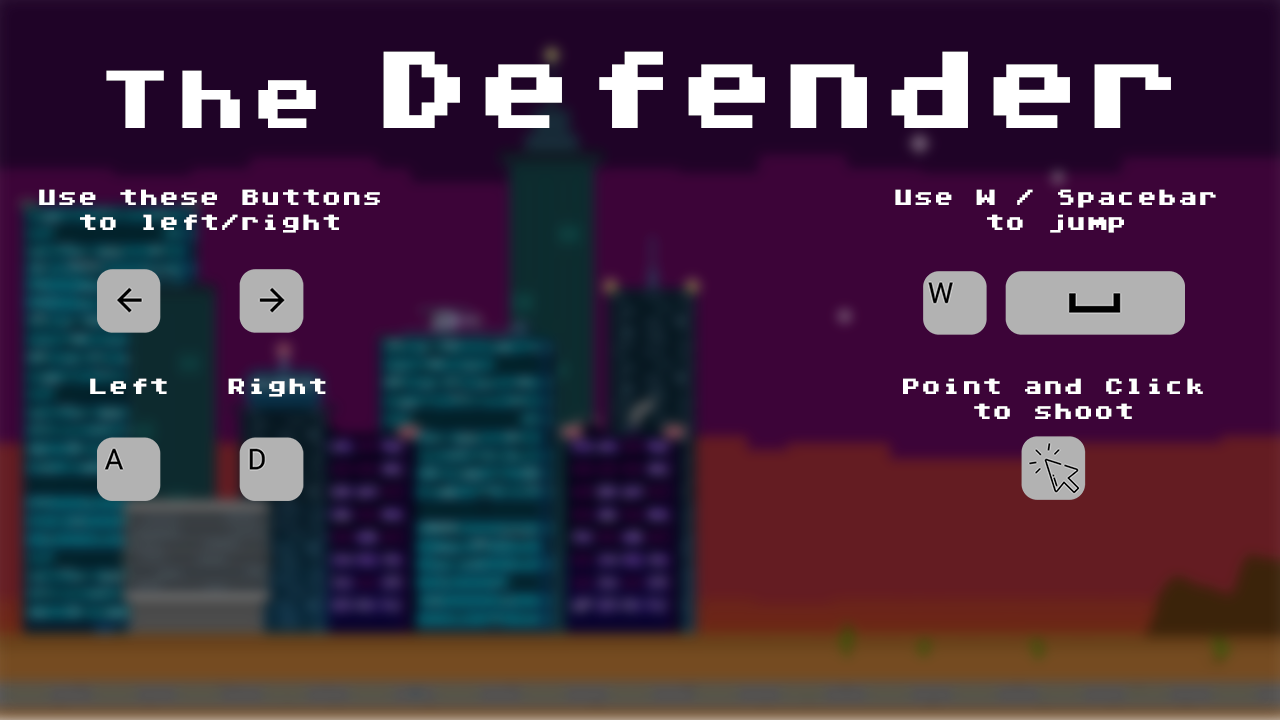 The Defender
Use these Buttons
to left/right
Left Right
A D
Use W / Spacebar
to jump
W
Point and Click
to shoot